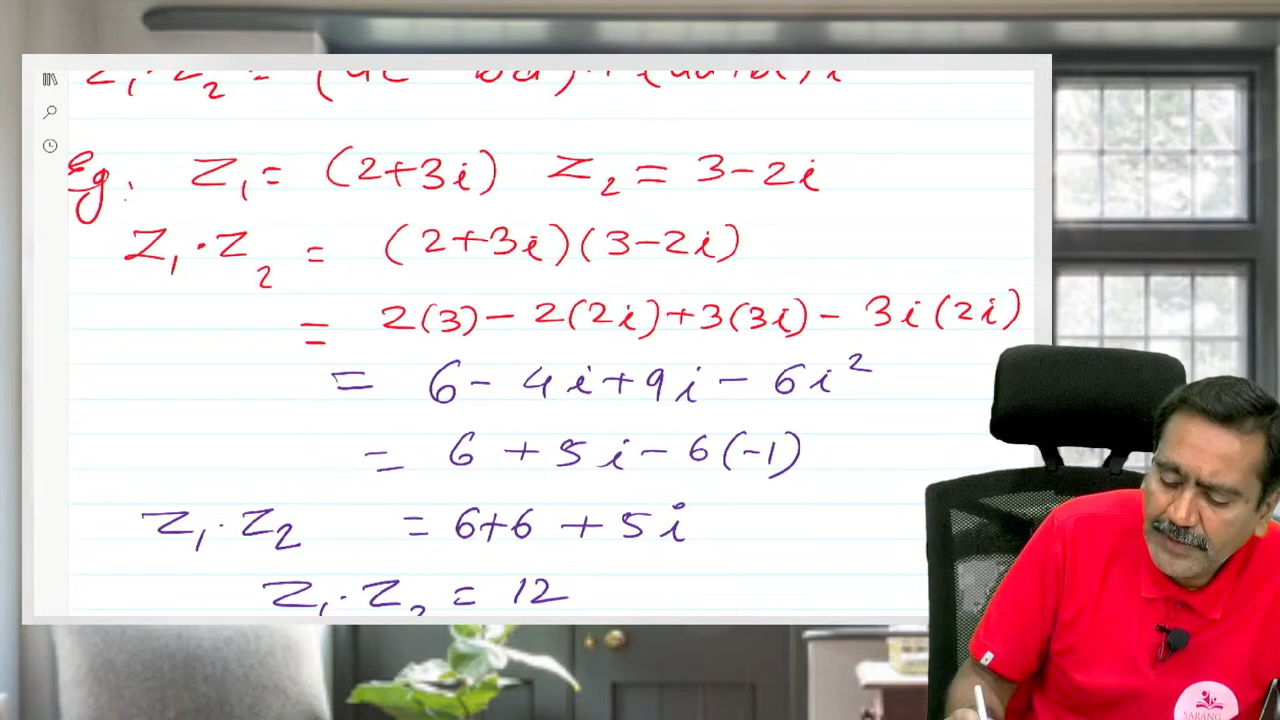 Eg. Z₁ = (2+3i) Z₂ = 3-2i
Z₁·Z₂ = (2+3i)(3-2i)
= 2(3) - 2(2i) + 3(3i) - 3i(2i)
= 6 - 4i + 9i - 6i²
= 6 + 5i - 6(-1)
Z₁·Z₂ = 6+6 + 5i
Z₁·Z₂ = 12
SARANG